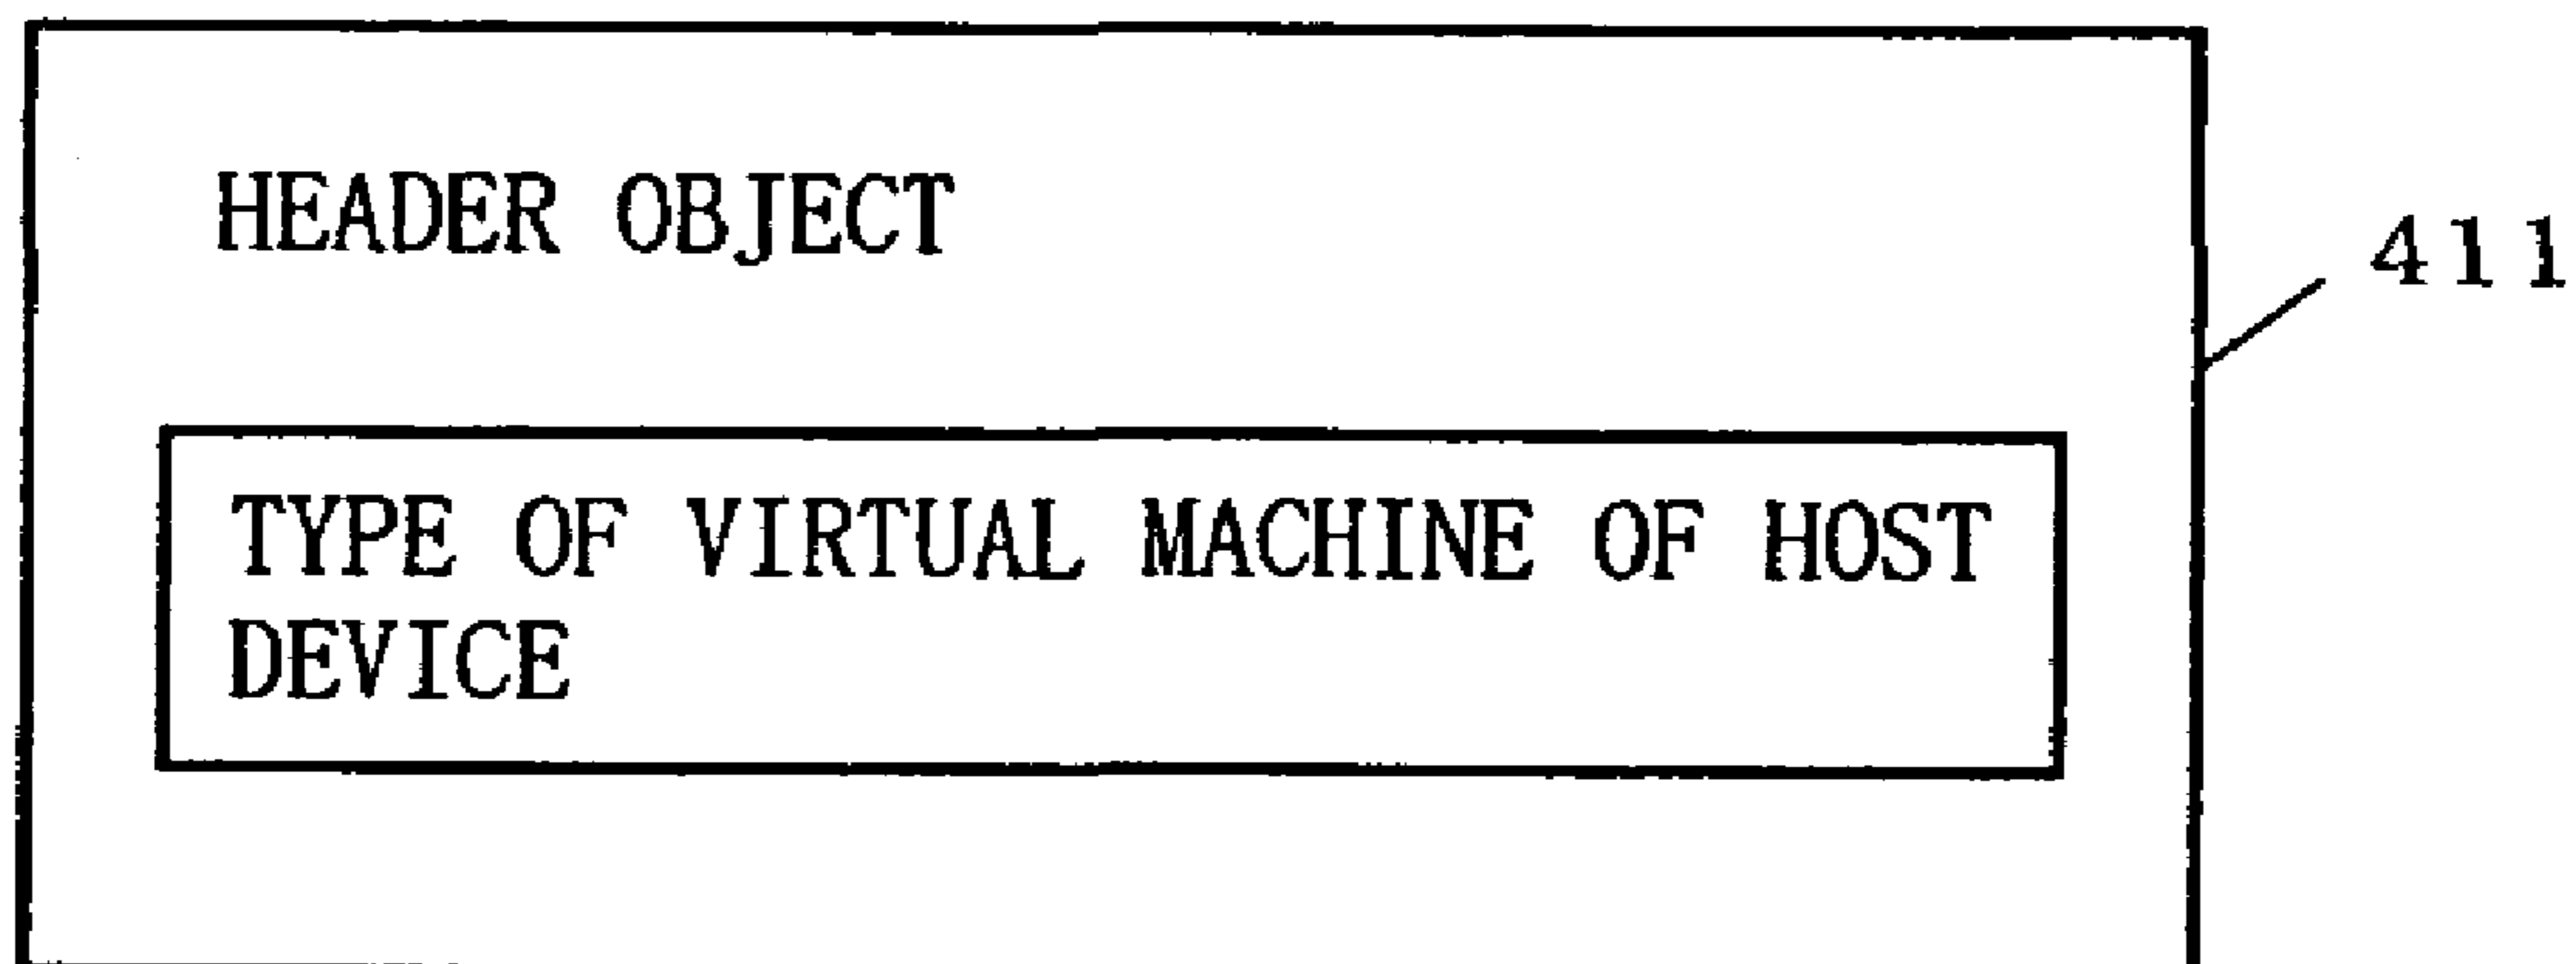 HEADER OBJECT
411
TYPE OF VIRTUAL MACHINE OF HOST
DEVICE